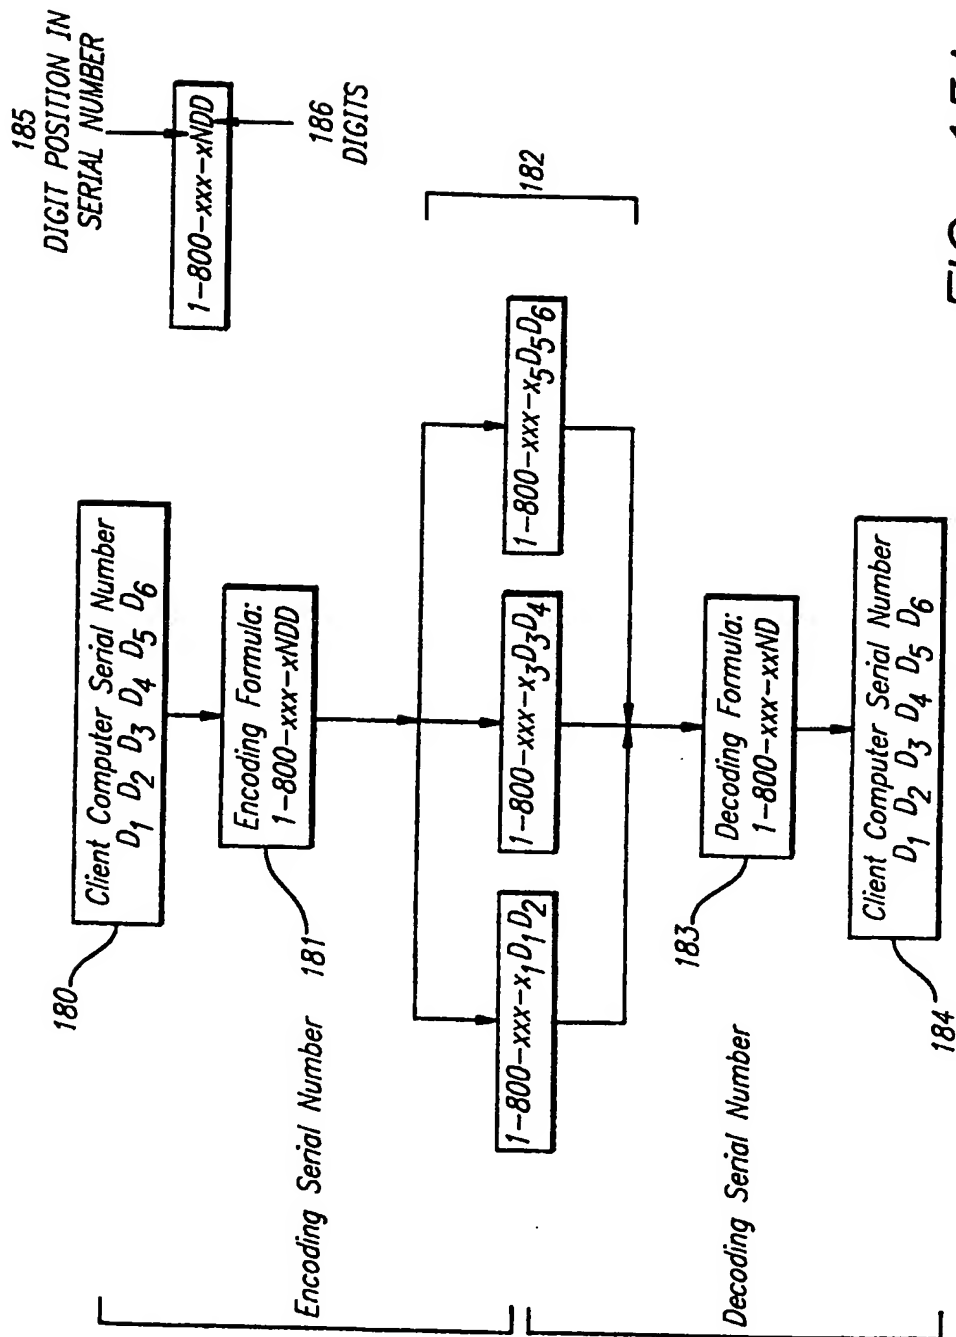 185
DIGIT POSITION IN
SERIAL NUMBER
1-800-xxx-xNDD
186
DIGITS
180
Client Computer Serial Number
D1 D2 D3 D4 D5 D6
Encoding Serial Number
181
Encoding Formula:
1-800-xxx-xNDD
182
1-800-xxx-x1D1D2
1-800-xxx-x3D3D4
1-800-xxx-x5D5D6
Decoding Serial Number
183
Decoding Formula:
1-800-xxx-xxND
184
Client Computer Serial Number
D1 D2 D3 D4 D5 D6